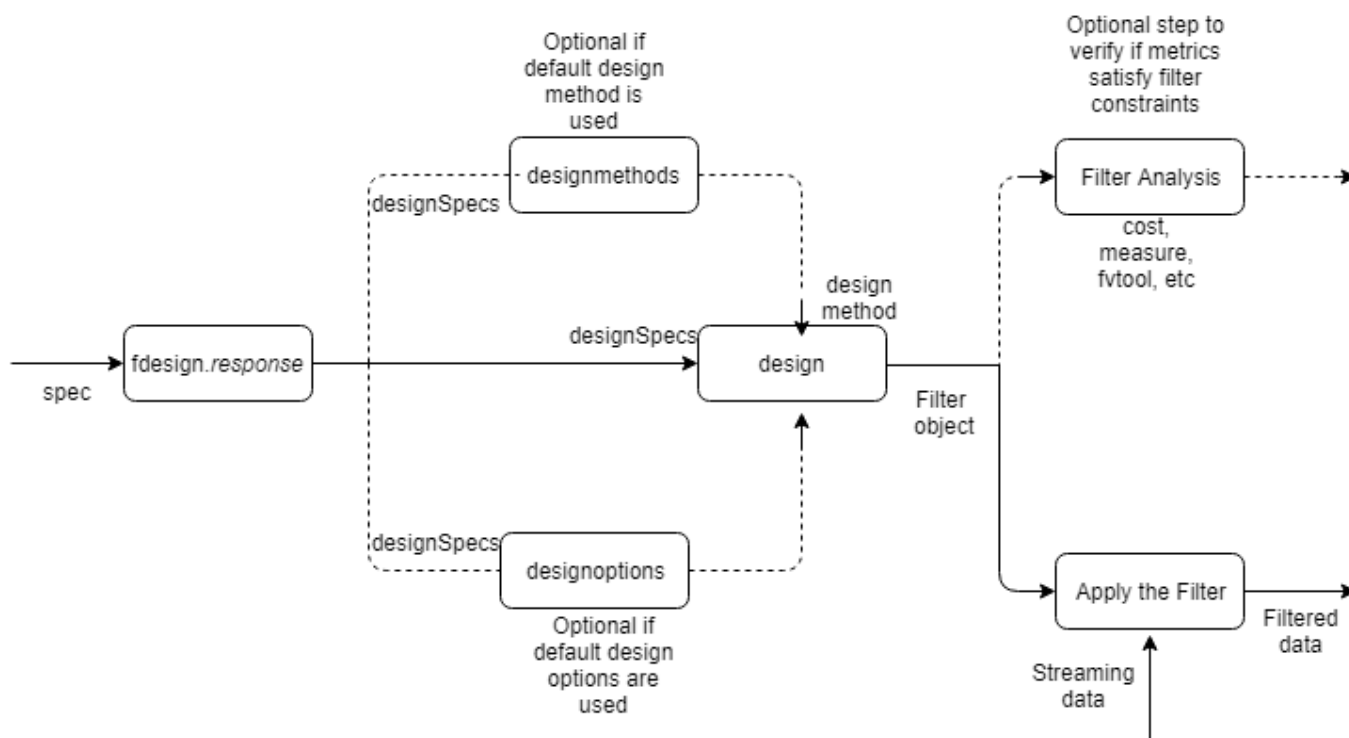 Optional if
default design
method is
used
designmethods
designSpecs
Optional step to
verify if metrics
satisfy filter
constraints
Filter Analysis
cost,
measure,
fvtool, etc
design
method
spec
fdesign.response
designSpecs
design
Filter
object
designSpecs
designoptions
Optional if
default design
options are
used
Apply the Filter
Filtered
data
Streaming
data